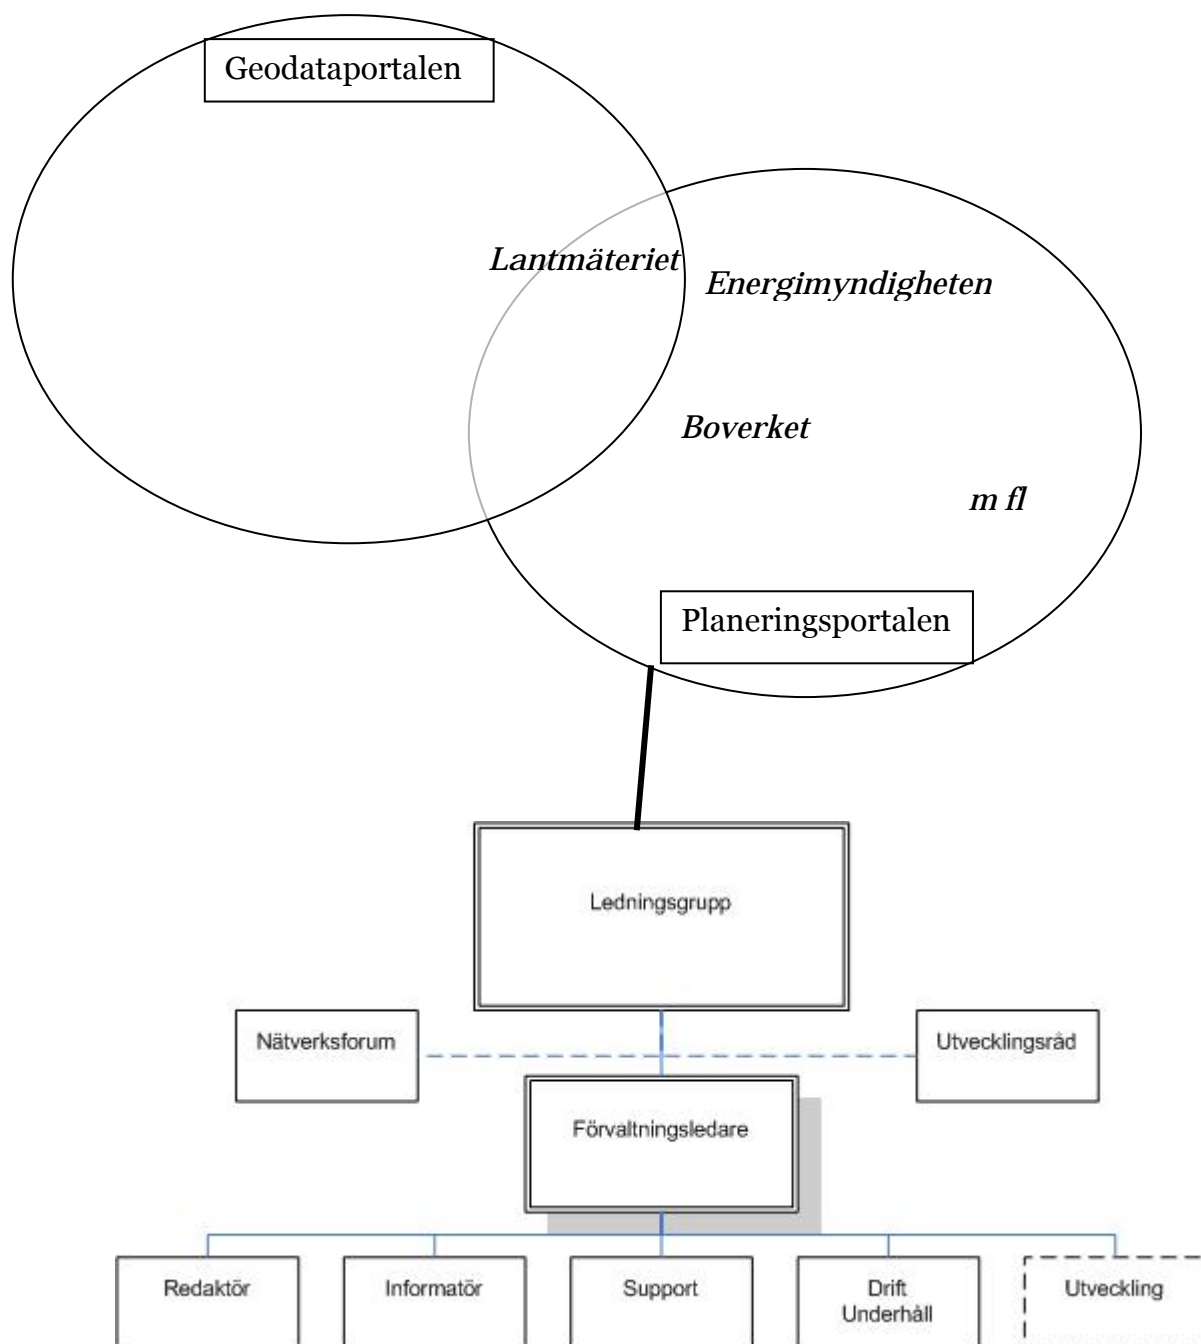 Geodataportalen
Lantmäteriet
Energimyndigheten
Boverket
m fl
Planeringsportalen
Ledningsgrupp
Nätverksforum
Utvecklingsråd
Förvaltningsledare
Redaktör
Informatör
Support
Drift
Underhåll
Utveckling